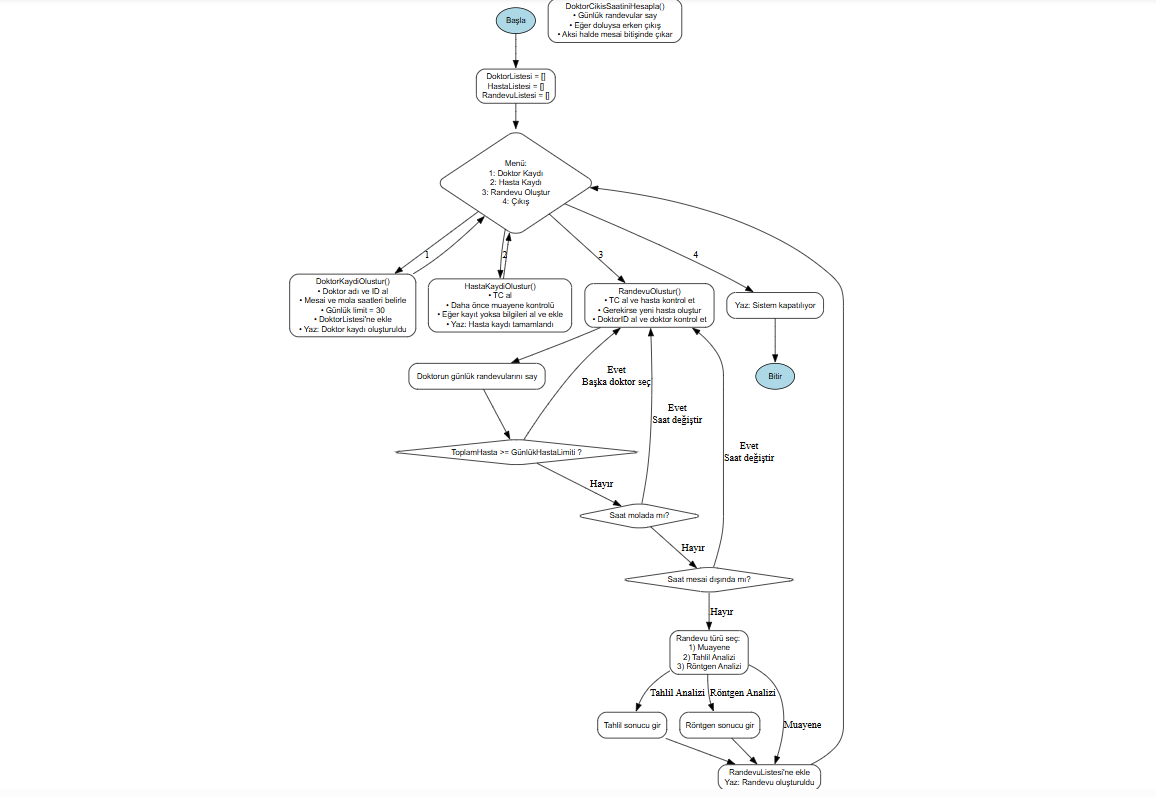 Başla
DoktorCikisSaatiniHesapla()
• Günlük randevular say
• Eğer doluysa erken çıkış
• Aksi halde mesai bitişinde çıkar
DoktorListesi = []
HastaListesi = []
RandevuListesi = []
Menü:
1: Doktor Kaydı
2: Hasta Kaydı
3: Randevu Oluştur
4: Çıkış
1
2
3
4
DoktorKaydiOlustur()
• Doktor adı ve ID al
• Mesai ve mola saatleri belirle
• Günlük limit = 30
• DoktorListesi'ne ekle
• Yaz: Doktor kaydı oluşturuldu
HastaKaydiOlustur()
• TC al
• Daha önce muayene kontrolü
• Eğer kayıt yoksa bilgileri al ve ekle
• Yaz: Hasta kaydı tamamlandı
RandevuOlustur()
• TC al ve hasta kontrol et
• Gerekirse yeni hasta oluştur
• DoktorID al ve doktor kontrol et
Yaz: Sistem kapatılıyor
Bitir
Doktorun günlük randevularını say
Evet
Başka doktor seç
Evet
Saat değiştir
Evet
Saat değiştir
ToplamHasta >= GünlükHastaLimiti ?
Hayır
Saat molada mı?
Hayır
Saat mesai dışında mı?
Hayır
Randevu türü seç:
1) Muayene
2) Tahlil Analizi
3) Röntgen Analizi
Tahlil Analizi
Röntgen Analizi
Muayene
Tahlil sonucu gir
Röntgen sonucu gir
RandevuListesi'ne ekle
Yaz: Randevu oluşturuldu